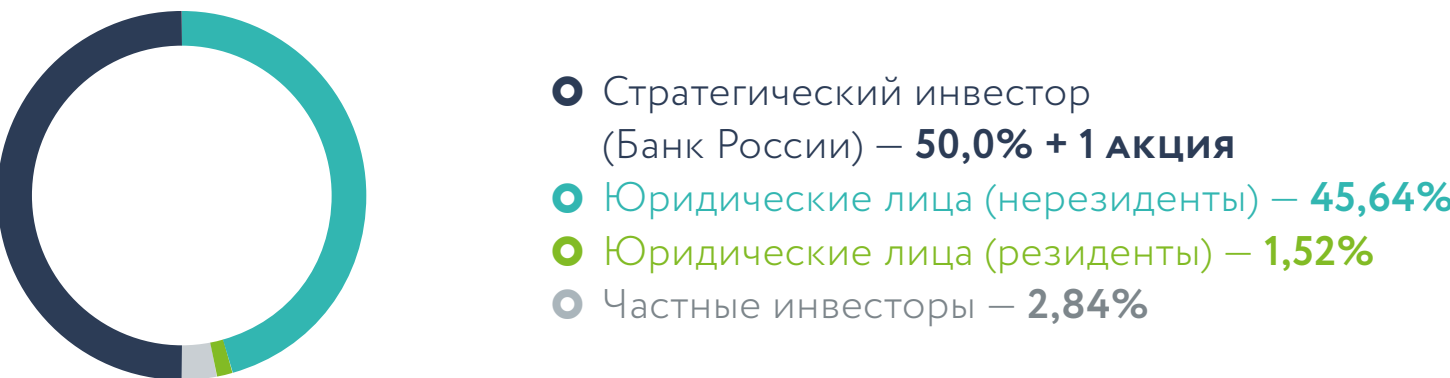 Стратегический инвестор
(Банк России) – 50,0% + 1 АКЦИЯ
Юридические лица (нерезиденты) – 45,64%
Юридические лица (резиденты) – 1,52%
Частные инвесторы – 2,84%